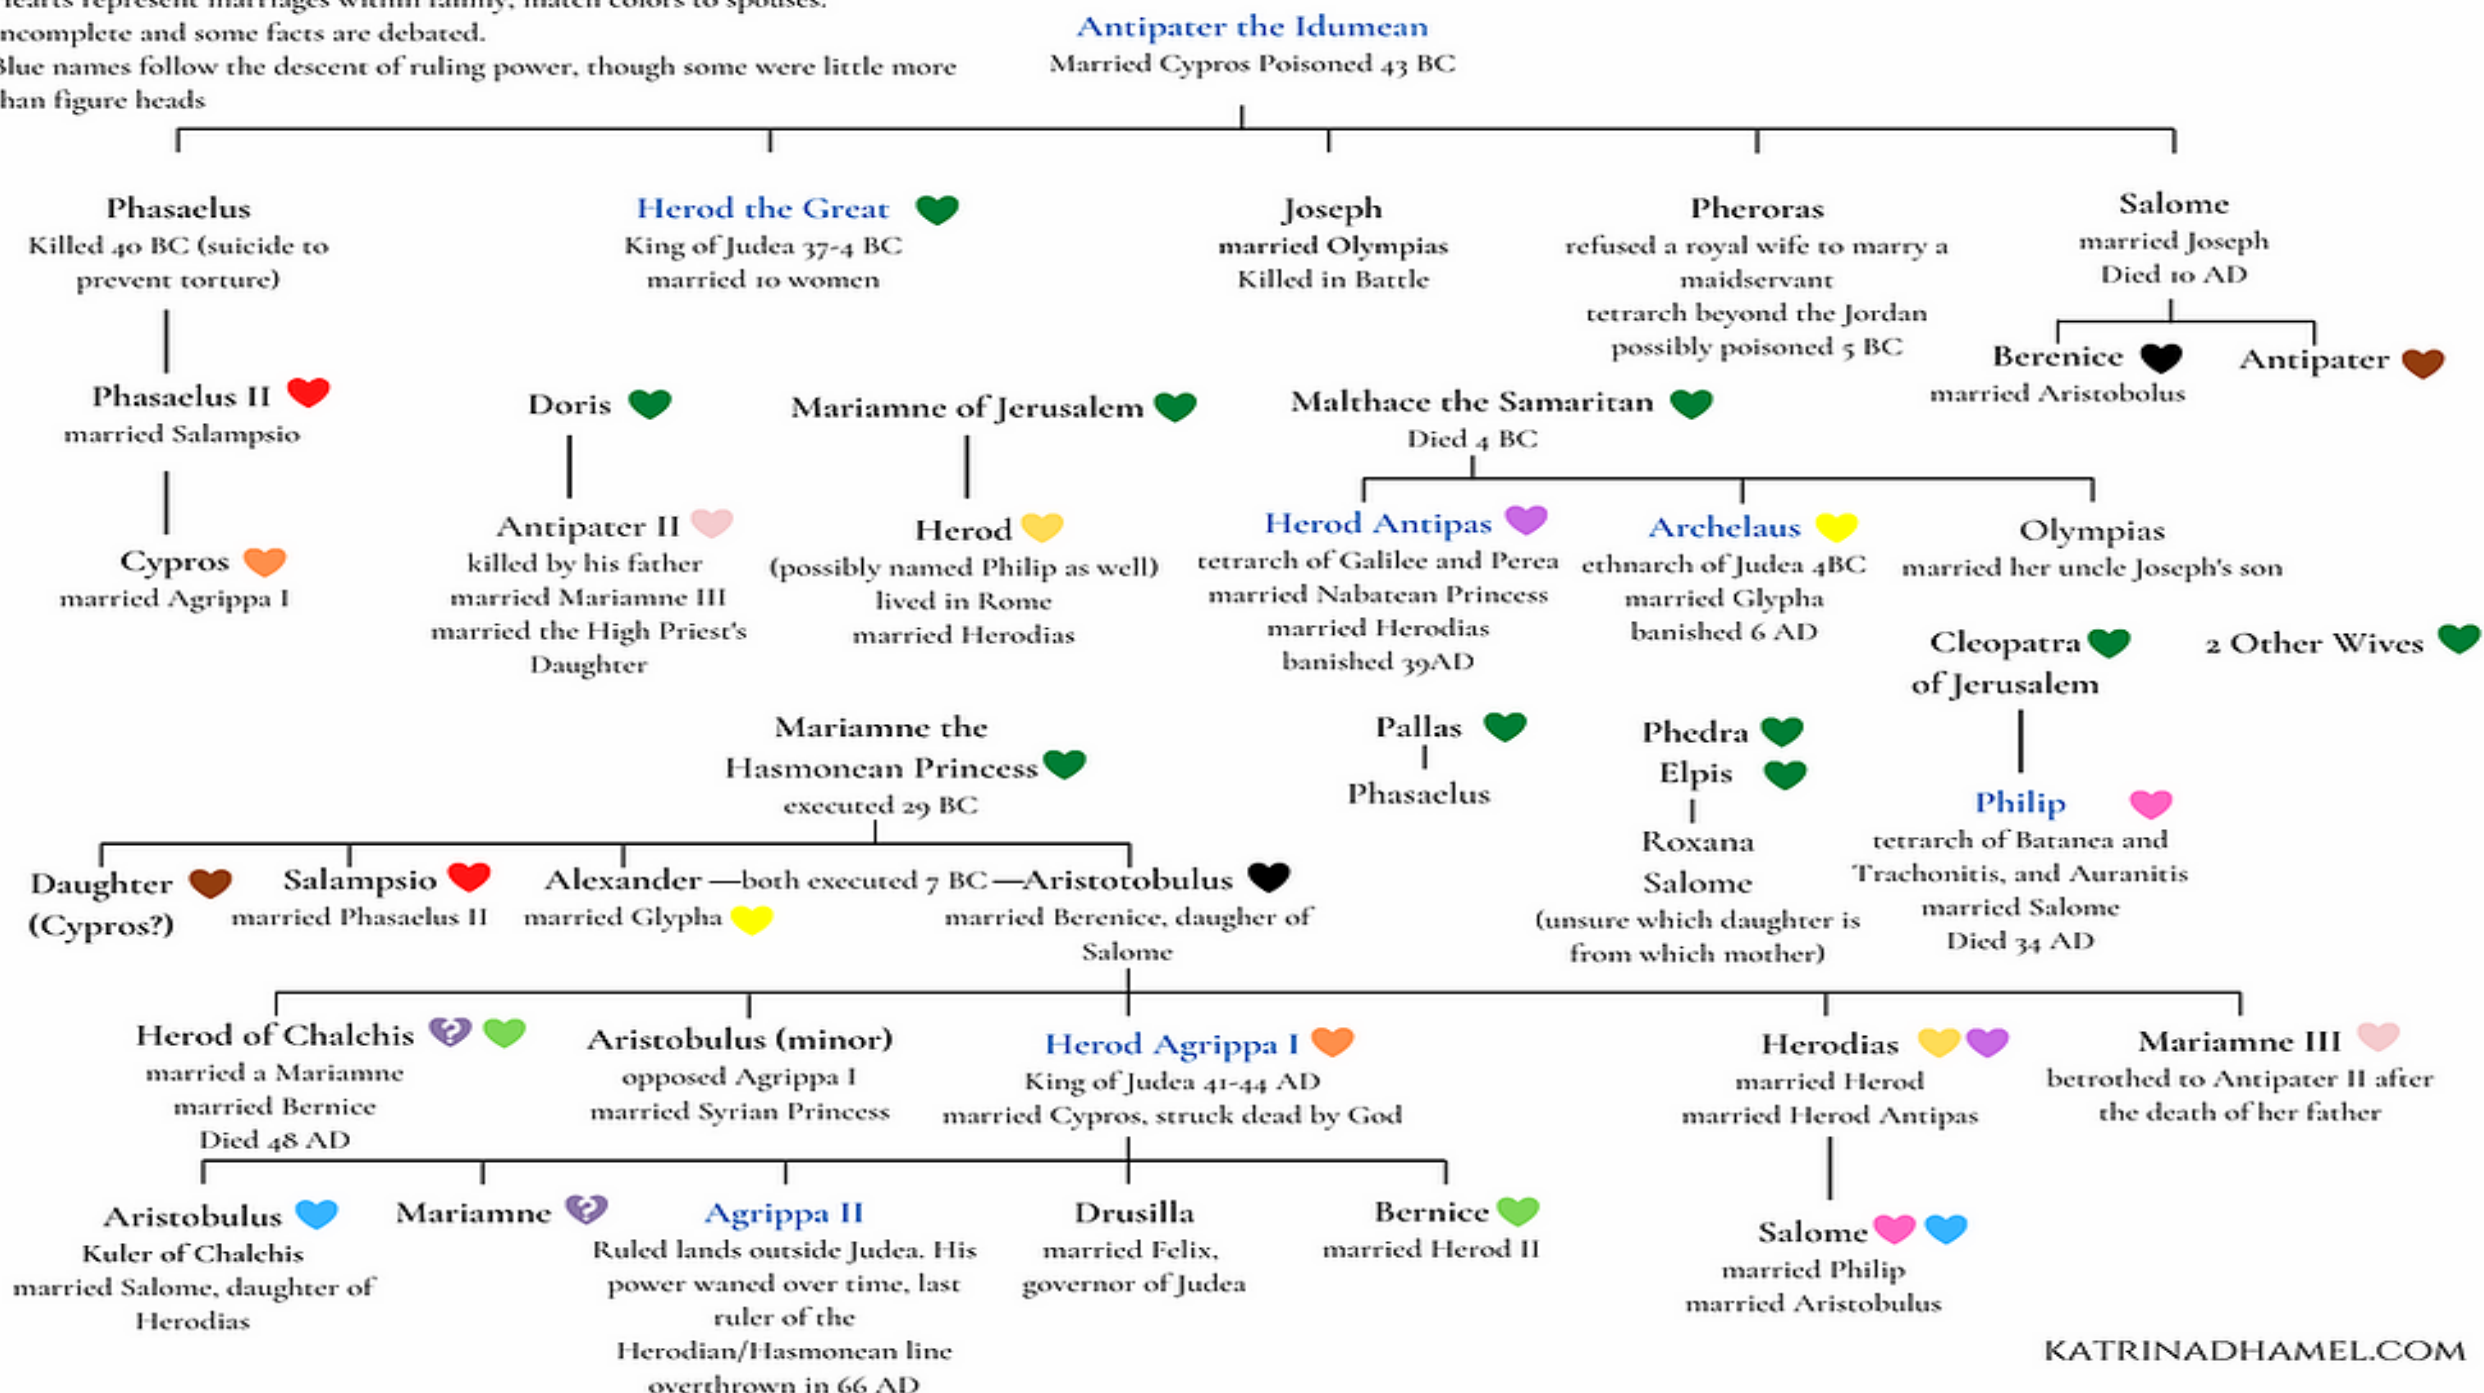 hearts represent marriages within family, match colors to spouses.
ncomplete and some facts are debated.
Blue names follow the descent of ruling power, though some were little more
han figure heads
Antipater the Idumean
Married Cypros Poisoned 43 BC
Phasaelus
Killed 40 BC (suicide to
prevent torture)
Herod the Great
King of Judea 37-4 BC
married 10 women
Joseph
married Olympias
Killed in Battle
Pheroras
refused a royal wife to marry a
maidservant
tetrarch beyond the Jordan
possibly poisoned 5 BC
Salome
married Joseph
Died 10 AD
Berenice
married Aristobolus
Antipater
Phasaelus II
married Salampsio
Doris
Mariamne of Jerusalem
Malthace the Samaritan
Died 4 BC
Cypros
married Agrippa I
Antipater II
killed by his father
married Mariamne III
married the High Priest's
Daughter
Herod
(possibly named Philip as well)
lived in Rome
married Herodias
Herod Antipas
tetrarch of Galilee and Perea
married Nabatean Princess
married Herodias
banished 39AD
Archelaus
ethnarch of Judea 4BC
married Glypha
banished 6 AD
Olympias
married her uncle Joseph's son
Cleopatra
of Jerusalem
2 Other Wives
Mariamne the
Hasmonean Princess
executed 29 BC
Pallas
Phasaelus
Phedra
Elpis
Roxana
Salome
(unsure which daughter is
from which mother)
Philip
tetrarch of Batanea and
Trachonitis, and Auranitis
married Salome
Died 34 AD
Daughter
(Cypros?)
Salampsio
married Phasaelus II
Alexander —both executed 7 BC—Aristotobulus
married Glypha
married Berenice, daugher of
Salome
Herod of Chalchis
married a Mariamne
married Bernice
Died 48 AD
Aristobulus (minor)
opposed Agrippa I
married Syrian Princess
Herod Agrippa I
King of Judea 41-44 AD
married Cypros, struck dead by God
Herodias
married Herod
married Herod Antipas
Mariamne III
betrothed to Antipater II after
the death of her father
Aristobulus
Kuler of Chalchis
married Salome, daughter of
Herodias
Mariamne
Agrippa II
Ruled lands outside Judea. His
power waned over time, last
ruler of the
Herodian/Hasmonean line
overthrown in 66 AD
Drusilla
married Felix,
governor of Judea
Bernice
married Herod II
Salome
married Philip
married Aristobulus
KATRINADHAMEL.COM